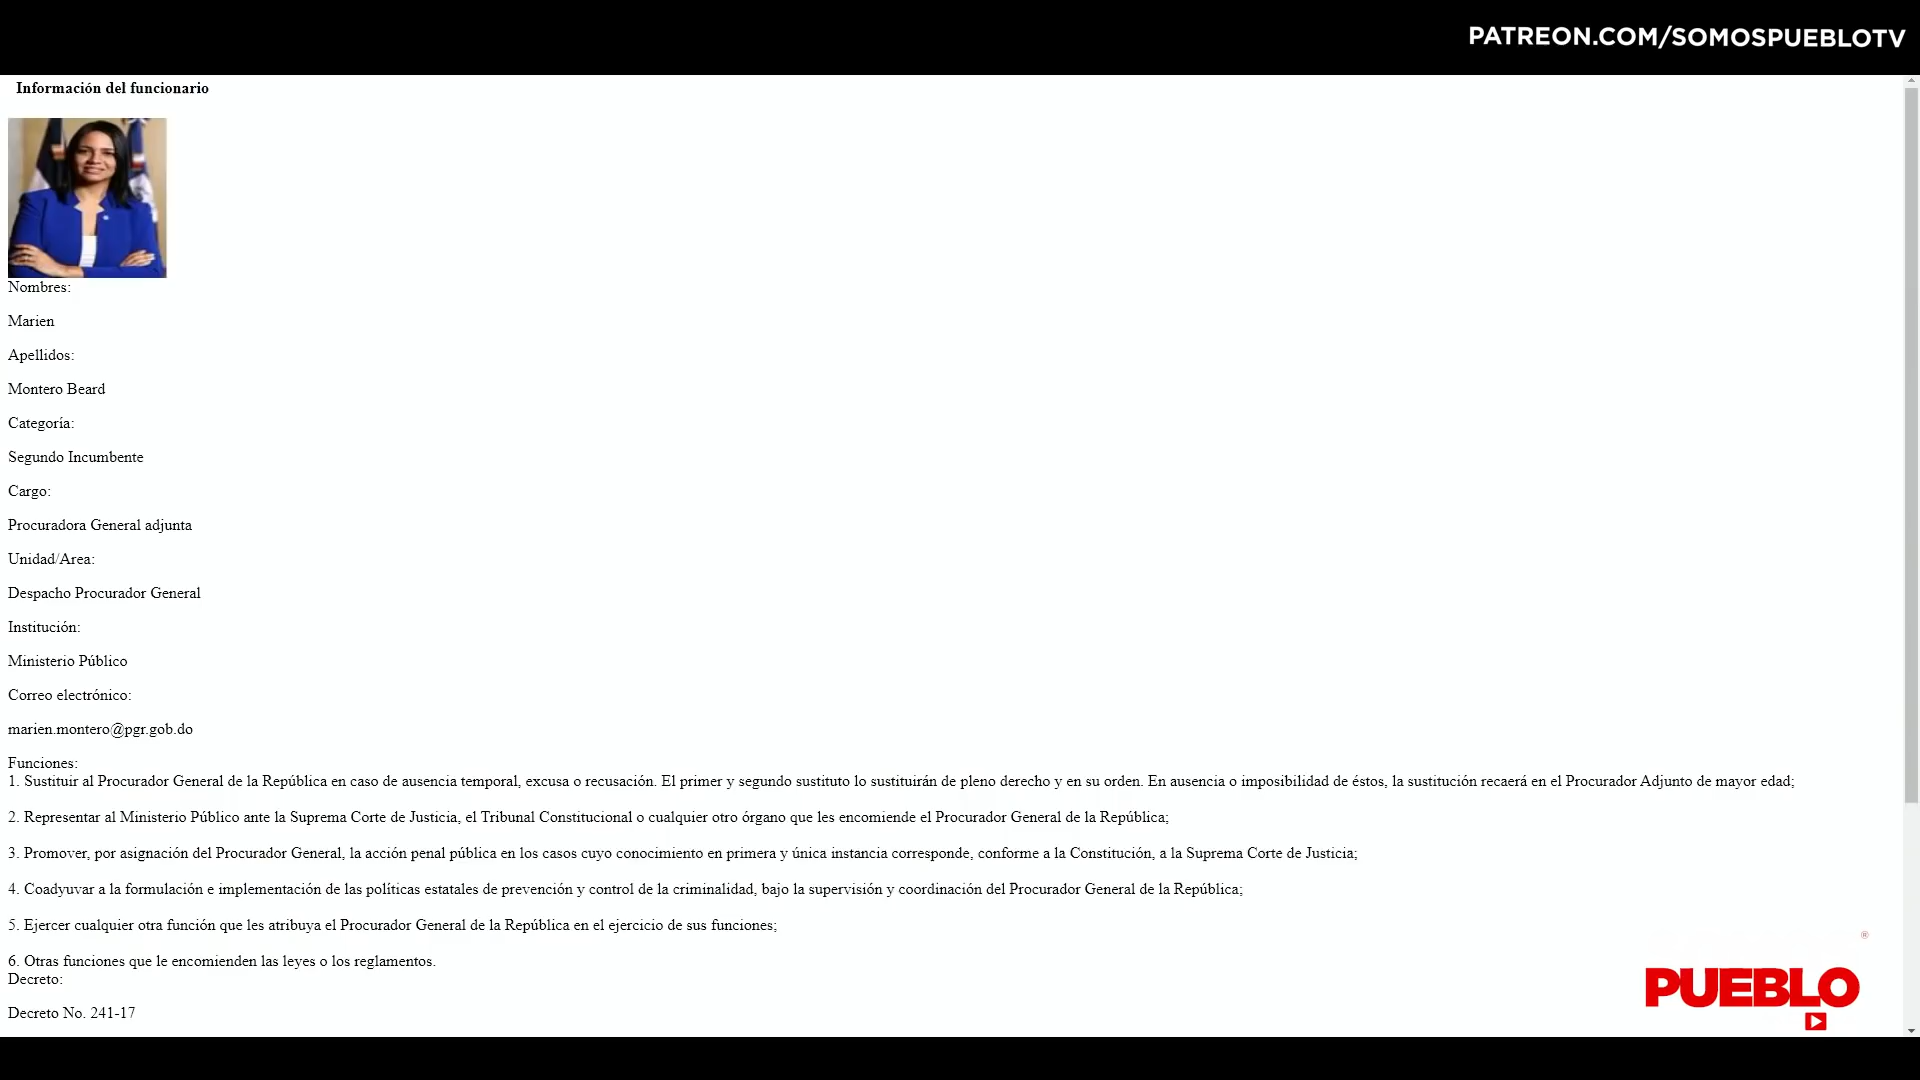 PATREON.COM/SOMOSPUEBLOTV
Información del funcionario
Nombres:
Marien
Apellidos:
Montero Beard
Categoría:
Segundo Incumbente
Cargo:
Procuradora General adjunta
Unidad/Area:
Despacho Procurador General
Institución:
Ministerio Público
Correo electrónico:
marien.montero@pgr.gob.do
Funciones:
1. Sustituir al Procurador General de la República en caso de ausencia temporal, excusa o recusación. El primer y segundo sustituto lo sustituirán de pleno derecho y en su orden. En ausencia o imposibilidad de éstos, la sustitución recaerá en el Procurador Adjunto de mayor edad;
2. Representar al Ministerio Público ante la Suprema Corte de Justicia, el Tribunal Constitucional o cualquier otro órgano que les encomiende el Procurador General de la República;
3. Promover, por asignación del Procurador General, la acción penal pública en los casos cuyo conocimiento en primera y única instancia corresponde, conforme a la Constitución, a la Suprema Corte de Justicia;
4. Coadyuvar a la formulación e implementación de las políticas estatales de prevención y control de la criminalidad, bajo la supervisión y coordinación del Procurador General de la República;
5. Ejercer cualquier otra función que les atribuya el Procurador General de la República en el ejercicio de sus funciones;
6. Otras funciones que le encomienden las leyes o los reglamentos.
Decreto:
Decreto No. 241-17
®
PUEBLO